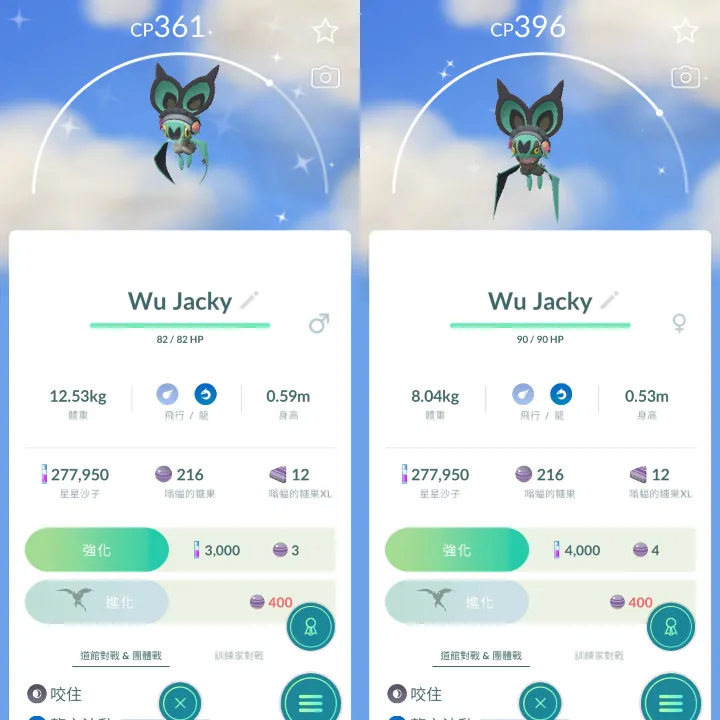 CP361
Wu Jacky
82 / 82 HP
12.53kg
體重
飛行 / 龍
0.59m
身高
277,950
星星沙子
216
嗡蝠的糖果
12
嗡蝠的糖果XL
強化
3,000
3
進化
400
道館對戰 & 團體戰
訓練家對戰
咬住
CP396
Wu Jacky
90 / 90 HP
8.04kg
體重
飛行 / 龍
0.53m
身高
277,950
星星沙子
216
嗡蝠的糖果
12
嗡蝠的糖果XL
強化
4,000
4
進化
400
道館對戰 & 團體戰
訓練家對戰
咬住